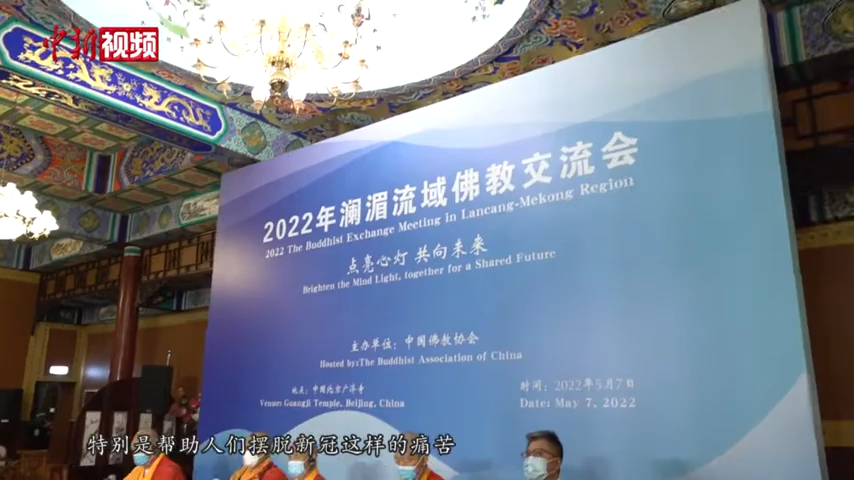 中新视频
2022年澜湄流域佛教交流会
2022 The Buddhist Exchange Meeting in Lancang-Mekong Region
点亮心灯 共向未来
Brighten the Mind Light, together for a Shared Future
主办单位：中国佛教协会
Hosted by:The Buddhist Association of China
地点：中国北京广济寺
Venue: Guangji Temple, Beijing, China
时间：2022年5月7日
Date: May 7, 2022
特别是帮助人们摆脱新冠这样的痛苦